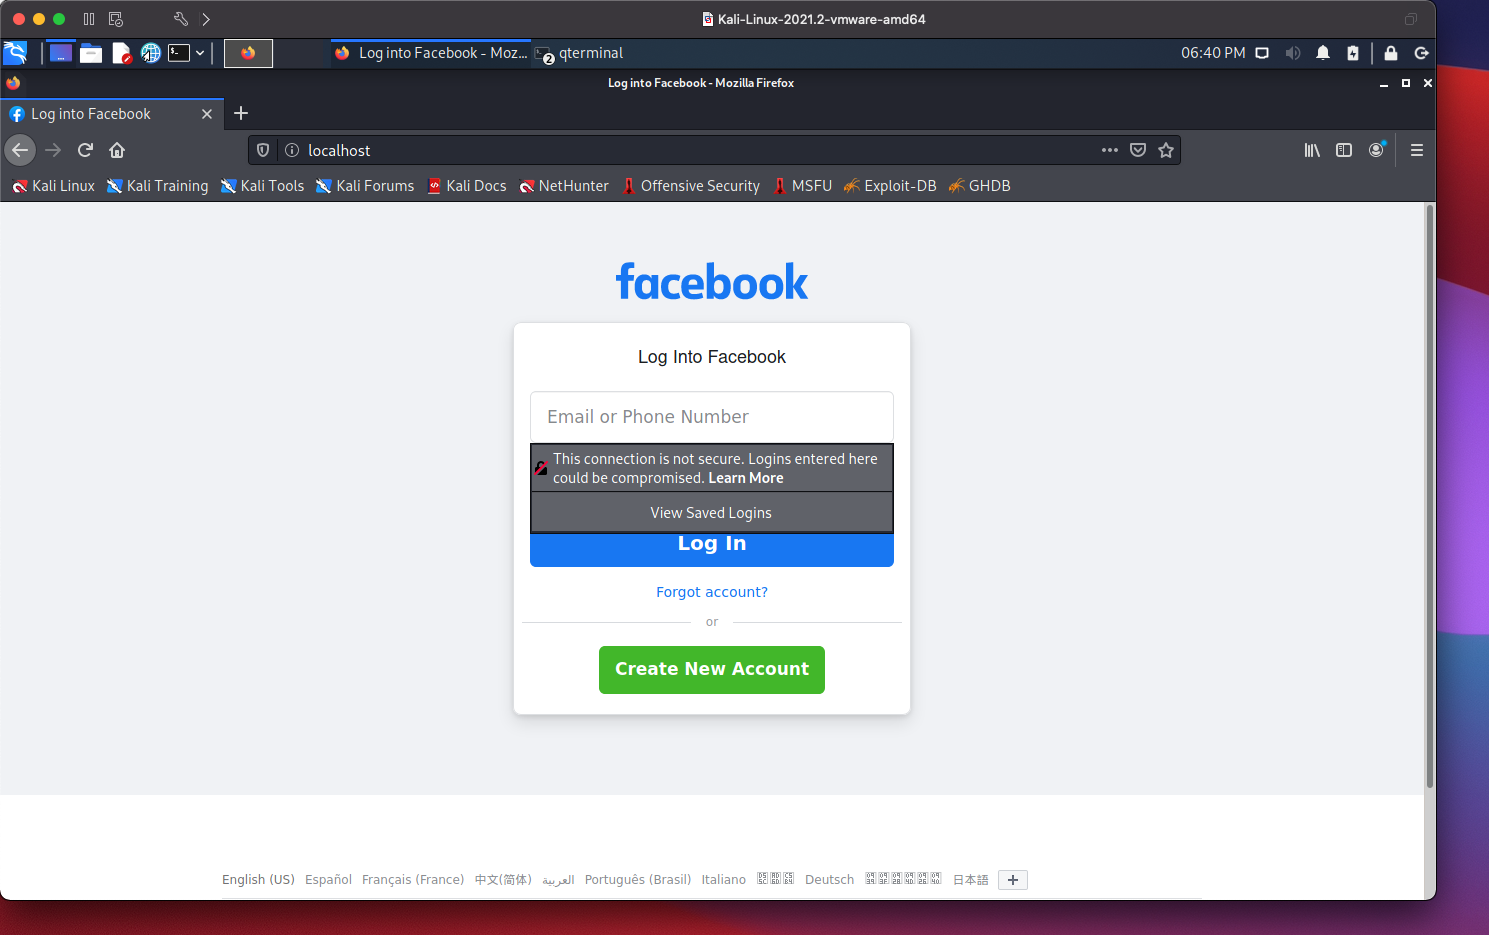 Kali-Linux-2021.2-vmware-amd64
Log into Facebook - Moz... 2 qterminal 06:40 PM
Log into Facebook - Mozilla Firefox
Log into Facebook
localhost
Kali Linux Kali Training Kali Tools Kali Forums Kali Docs NetHunter Offensive Security MSFU Exploit-DB GHDB
facebook
Log Into Facebook
Email or Phone Number
This connection is not secure. Logins entered here
could be compromised. Learn More
View Saved Logins
Log In
Forgot account?
or
Create New Account
English (US) Español Français (France) 中文(简体) العربية Português (Brasil) Italiano Deutsch 日本語